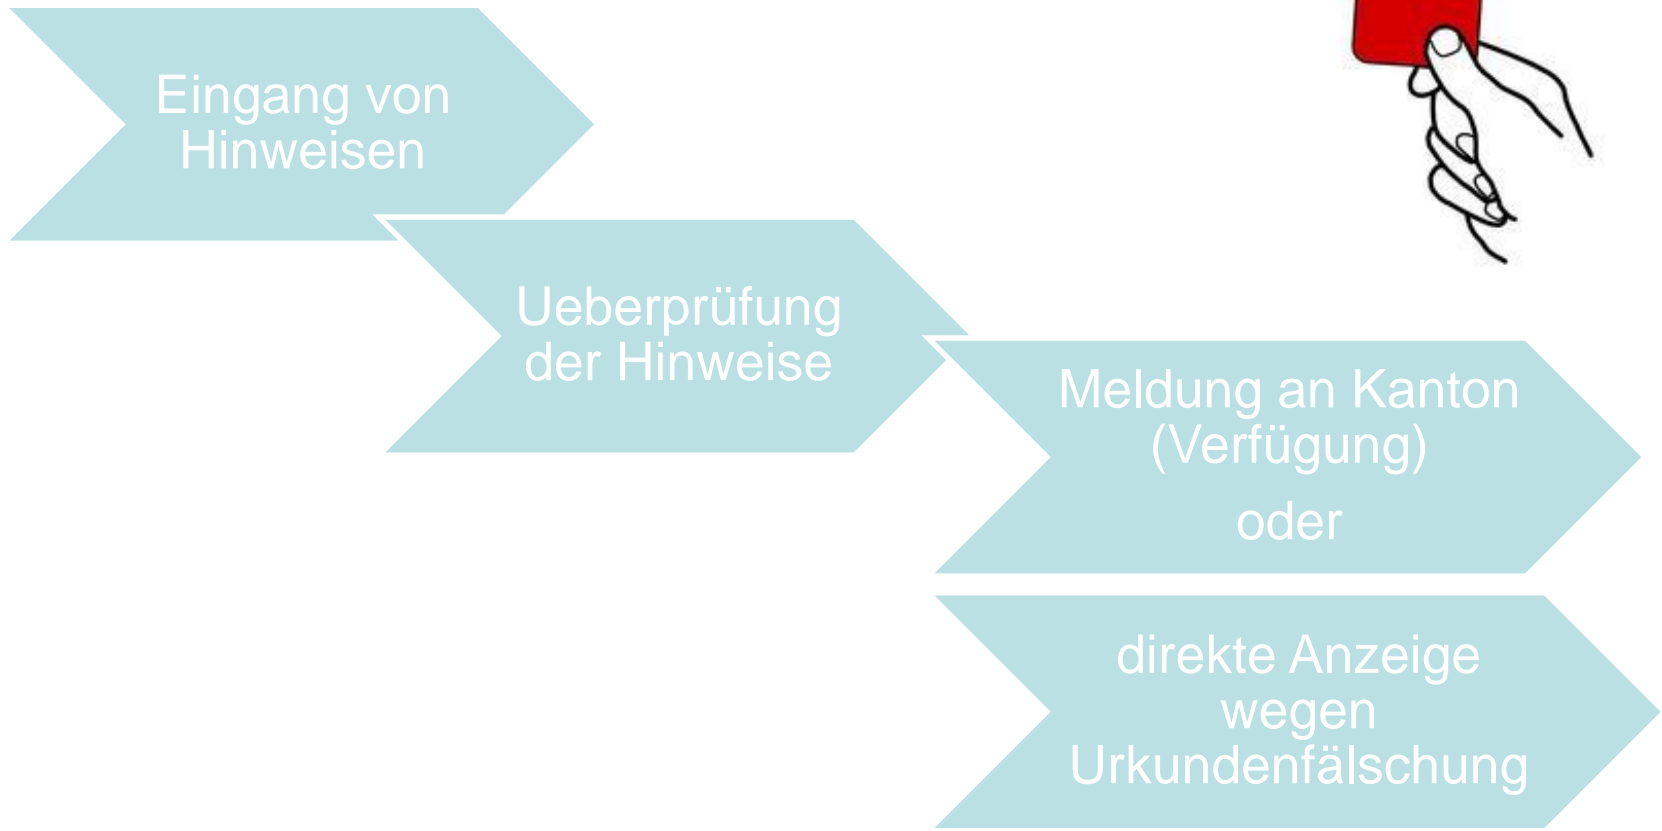 Eingang von
Hinweisen
Ueberprüfung
der Hinweise
Meldung an Kanton
(Verfügung)
oder
direkte Anzeige
wegen
Urkundenfälschung